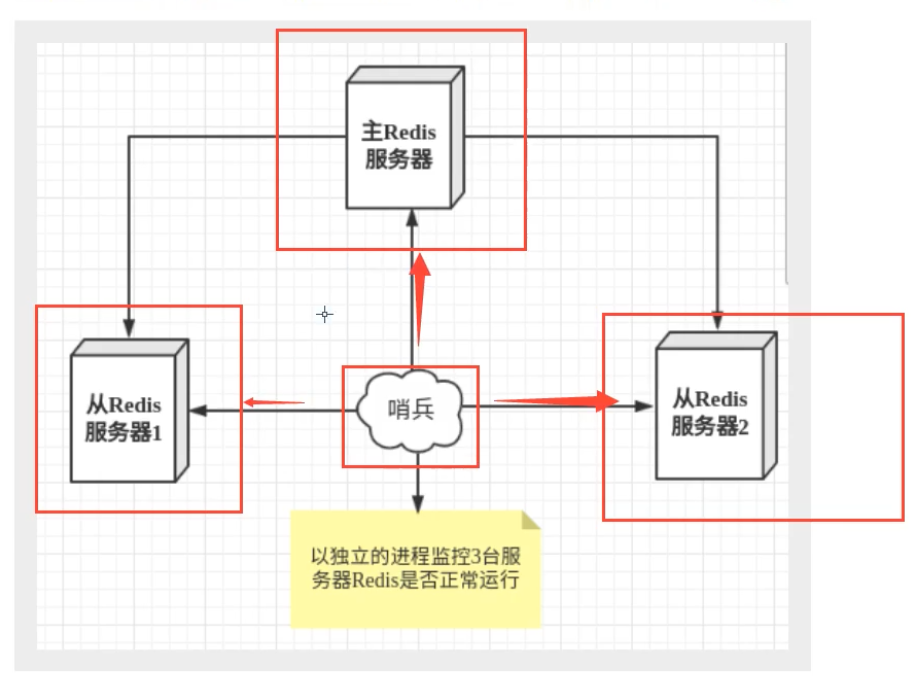 主Redis
服务器
从Redis
服务器1
哨兵
从Redis
服务器2
以独立的进程监控3台服
务器Redis是否正常运行